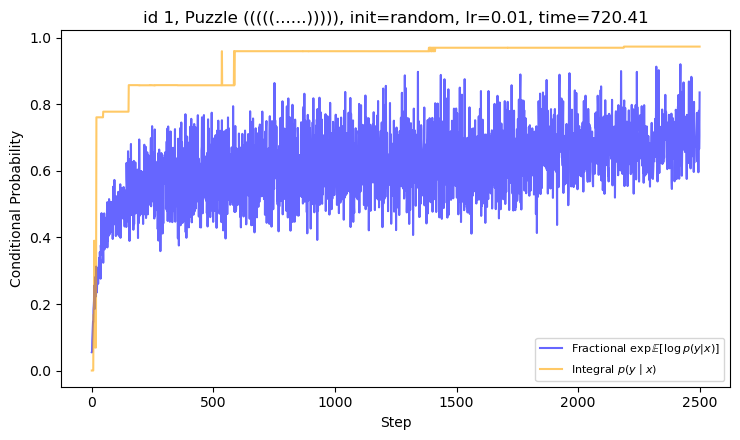 id 1, Puzzle (((((......))))), init=random, lr=0.01, time=720.41
Conditional Probability
1.0
0.8
0.6
0.4
0.2
0.0
Fractional exp𝔼[log p(y|x)]
Integral p(y | x)
0 500 1000 1500 2000 2500
Step